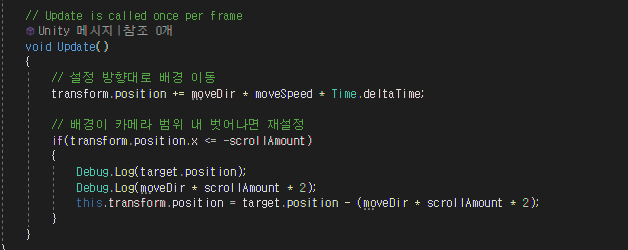 // Update is called once per frame
Unity 메시지|참조 0개
void Update()
{
// 설정 방향대로 배경 이동
transform.position += moveDir * moveSpeed * Time.deltaTime;
// 배경이 카메라 범위 내 벗어나면 재설정
if(transform.position.x <= -scrollAmount)
{
Debug.Log(target.position);
Debug.Log(moveDir * scrollAmount * 2);
this.transform.position = target.position - (moveDir * scrollAmount * 2);
}
}